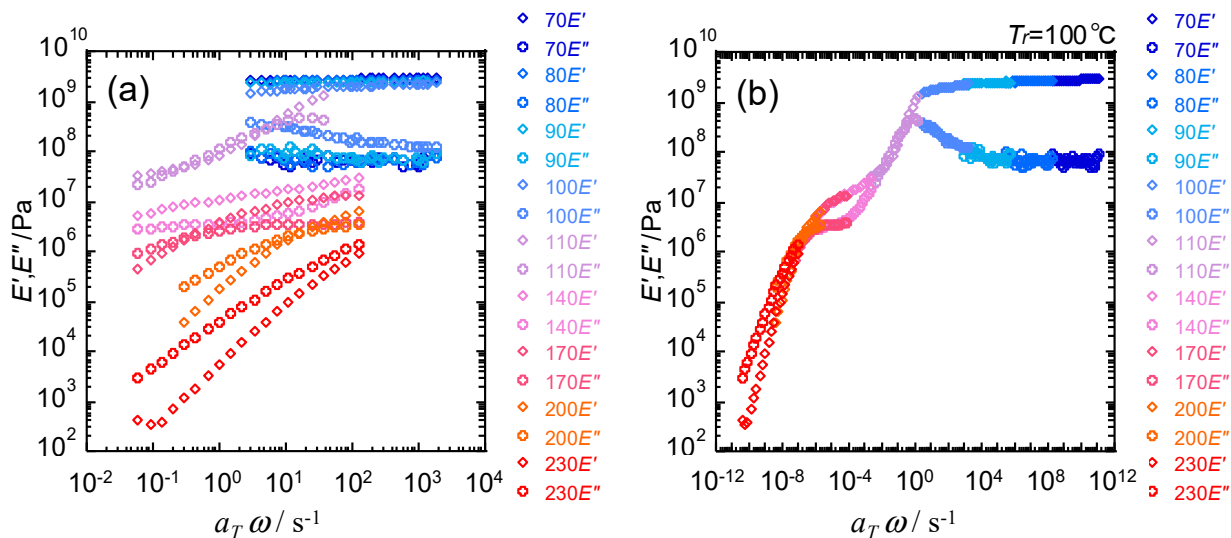 (a)
E', E"/Pa
10^10
10^9
10^8
10^7
10^6
10^5
10^4
10^3
10^2
10^-2
10^-1
10^0
10^1
10^2
10^3
10^4
a_T ω / s^-1
70E'
70E"
80E'
80E"
90E'
90E"
100E'
100E"
110E'
110E"
140E'
140E"
170E'
170E"
200E'
200E"
230E'
230E"
Tr=100°C
(b)
E', E"/Pa
10^10
10^9
10^8
10^7
10^6
10^5
10^4
10^3
10^2
10^-12
10^-8
10^-4
10^0
10^4
10^8
10^12
a_T ω / s^-1
70E'
70E"
80E'
80E"
90E'
90E"
100E'
100E"
110E'
110E"
140E'
140E"
170E'
170E"
200E'
200E"
230E'
230E"